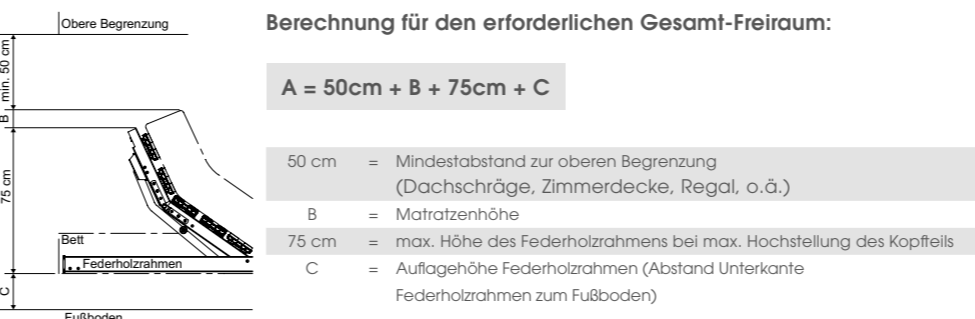 Obere Begrenzung
min. 50 cm
B
75 cm
Bett
Federholzrahmen
C
Fußboden
Berechnung für den erforderlichen Gesamt-Freiraum:
A = 50cm + B + 75cm + C
50 cm = Mindestabstand zur oberen Begrenzung
(Dachschräge, Zimmerdecke, Regal, o.ä.)
B = Matratzenhöhe
75 cm = max. Höhe des Federholzrahmens bei max. Hochstellung des Kopfteils
C = Auflagehöhe Federholzrahmen (Abstand Unterkante
Federholzrahmen zum Fußboden)